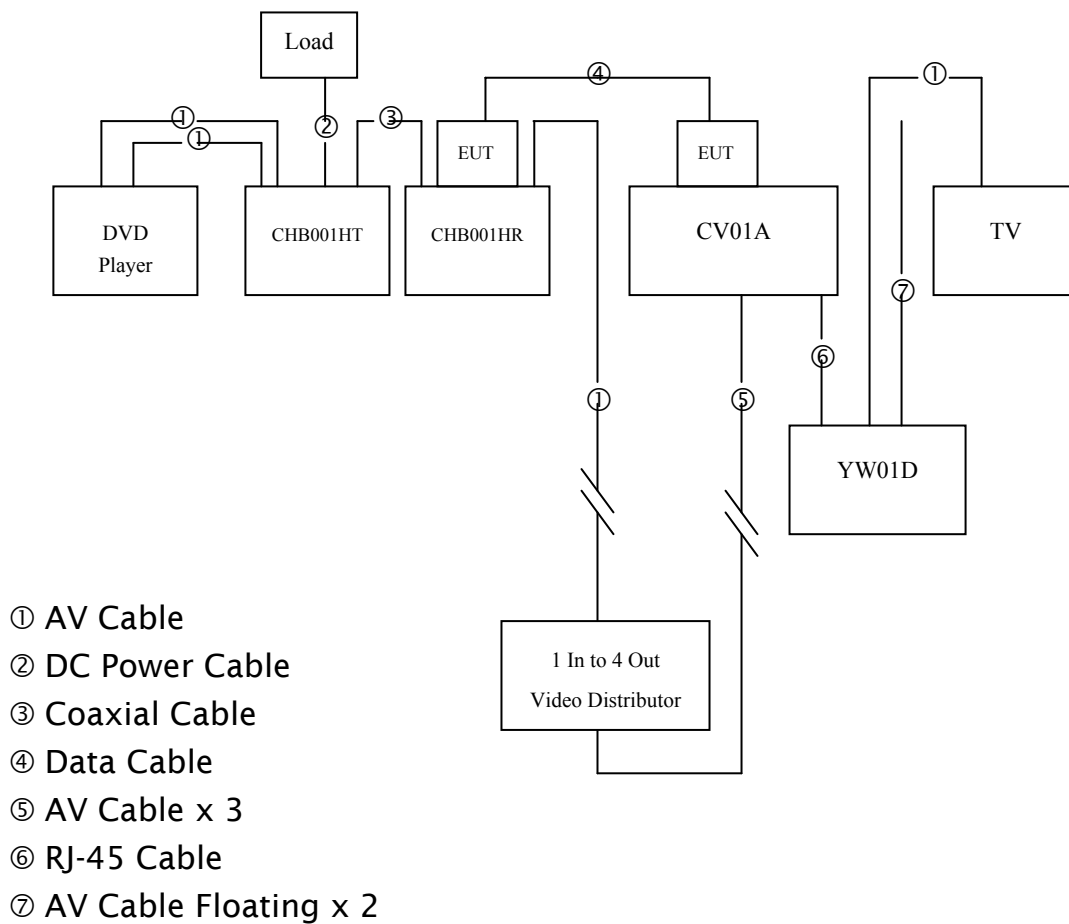 Load
④
①
①
③
①
②
EUT
EUT
DVD
Player
CHB001HT
CHB001HR
CV01A
TV
⑦
⑥
①
⑤
YW01D
1 In to 4 Out
Video Distributor
① AV Cable
② DC Power Cable
③ Coaxial Cable
④ Data Cable
⑤ AV Cable x 3
⑥ RJ-45 Cable
⑦ AV Cable Floating x 2